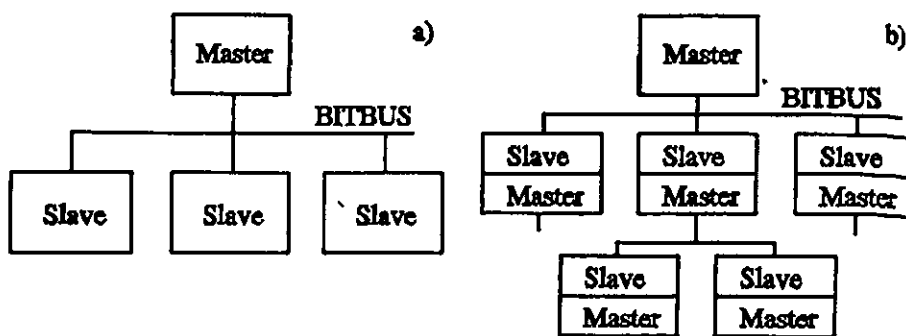 a)
Master
BITBUS
Slave Slave Slave
b)
Master
BITBUS
Slave Slave Slave
Master Master Master
Slave Slave
Master Master